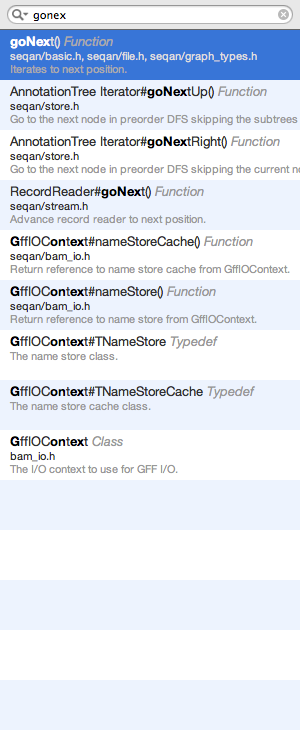 gonex
goNext() Function
seqan/basic.h, seqan/file.h, seqan/graph_types.h
Iterates to next position.
AnnotationTree Iterator#goNextUp() Function
seqan/store.h
Go to the next node in preorder DFS skipping the subtrees
AnnotationTree Iterator#goNextRight() Function
seqan/store.h
Go to the next node in preorder DFS skipping the current no
RecordReader#goNext() Function
seqan/stream.h
Advance record reader to next position.
GffIOContext#nameStoreCache() Function
seqan/bam_io.h
Return reference to name store cache from GffIOContext.
GffIOContext#nameStore() Function
seqan/bam_io.h
Return reference to name store from GffIOContext.
GffIOContext#TNameStore Typedef
The name store class.
GffIOContext#TNameStoreCache Typedef
The name store cache class.
GffIOContext Class
bam_io.h
The I/O context to use for GFF I/O.